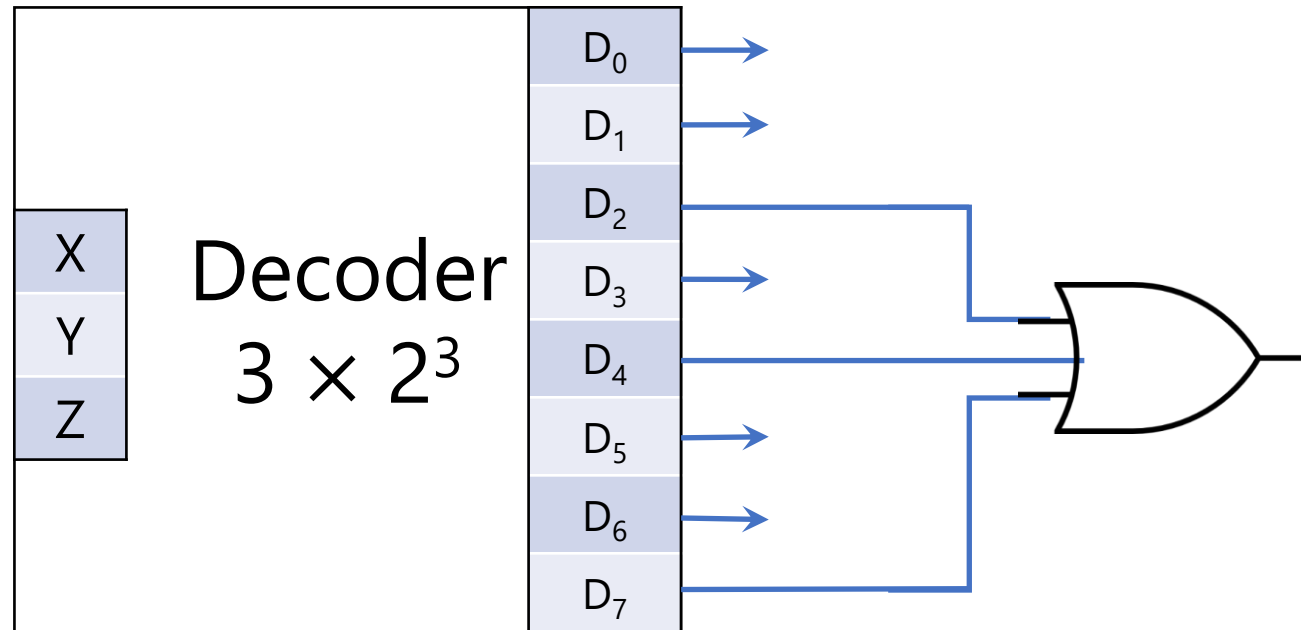 X
Y
Z
Decoder
3 × 2³
D₀
D₁
D₂
D₃
D₄
D₅
D₆
D₇